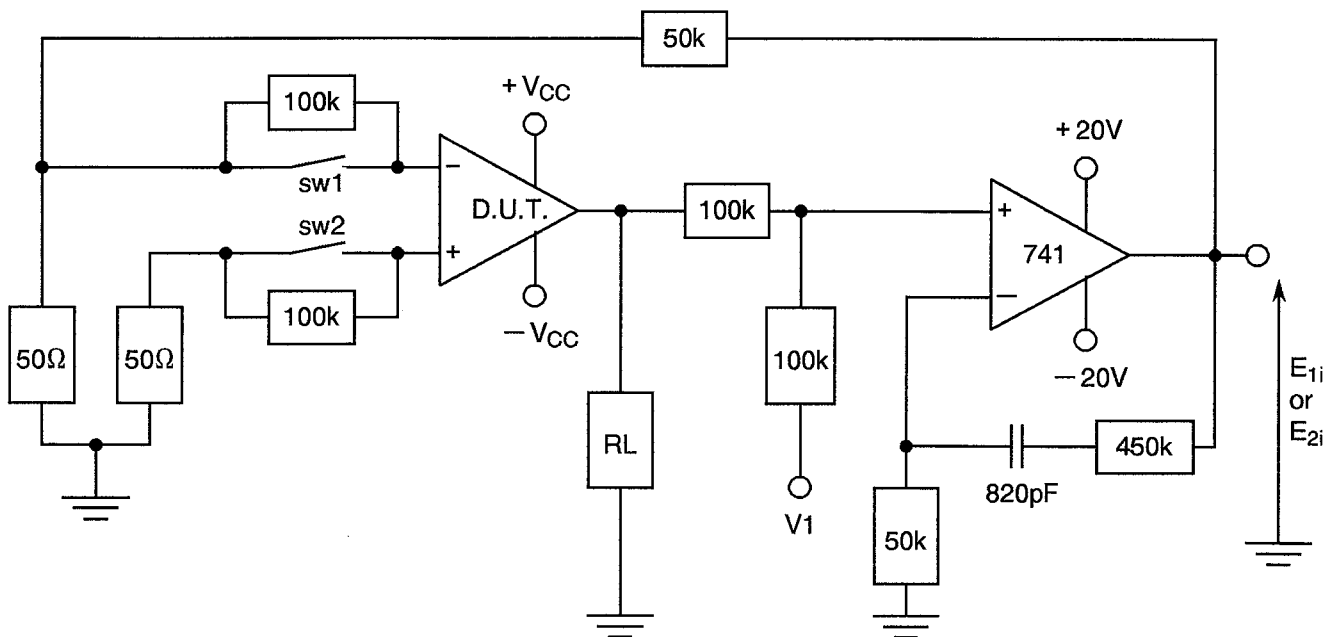 50k
100k
+ VCC
sw1
D.U.T.
sw2
100k
− VCC
50Ω
50Ω
RL
100k
100k
V1
+ 20V
741
− 20V
450k
820pF
50k
E1i
or
E2i
−
+
+
−